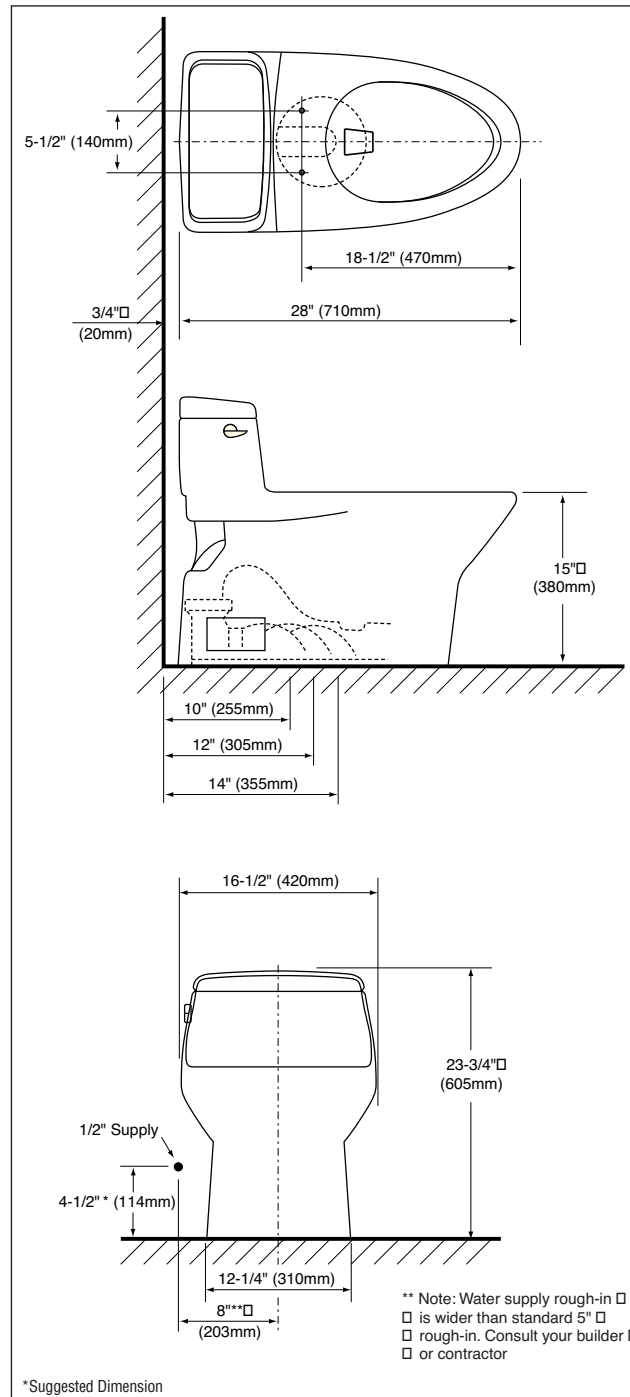 5-1/2" (140mm)
18-1/2" (470mm)
3/4"□
(20mm)
28" (710mm)
15"□
(380mm)
10" (255mm)
12" (305mm)
14" (355mm)
16-1/2" (420mm)
23-3/4"□
(605mm)
1/2" Supply
4-1/2" * (114mm)
12-1/4" (310mm)
8"**□
(203mm)
** Note: Water supply rough-in □
□ is wider than standard 5" □
□ rough-in. Consult your builder □
□ or contractor
*Suggested Dimension